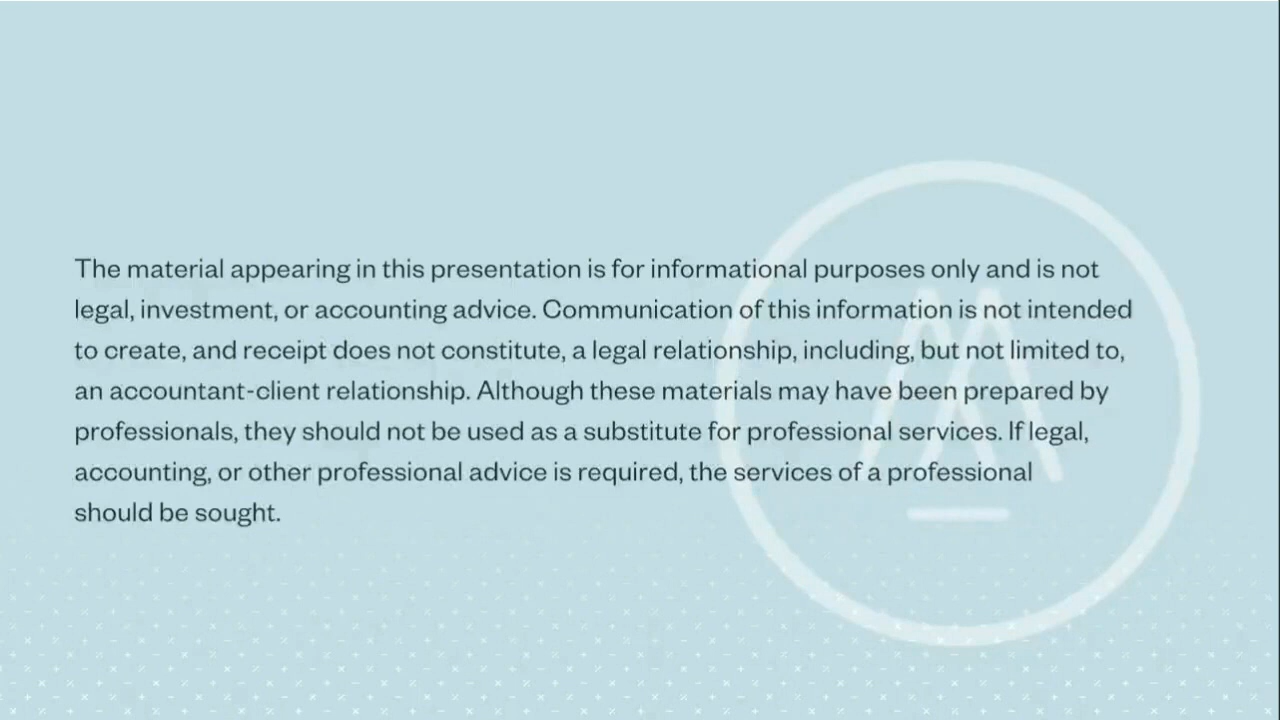 The material appearing in this presentation is for informational purposes only and is not
legal, investment, or accounting advice. Communication of this information is not intended
to create, and receipt does not constitute, a legal relationship, including, but not limited to,
an accountant-client relationship. Although these materials may have been prepared by
professionals, they should not be used as a substitute for professional services. If legal,
accounting, or other professional advice is required, the services of a professional
should be sought.